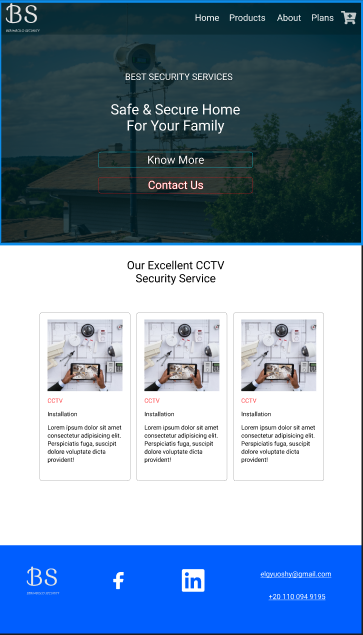 BS
Home Products About Plans
BEST SECURITY SERVICES
Safe & Secure Home
For Your Family
Know More
Contact Us
Our Excellent CCTV
Security Service
CCTV
Installation
Lorem ipsum dolor sit amet
consectetur adipisicing elit.
Perspiciatis fuga, suscipit
dolore voluptate dicta
provident!
CCTV
Installation
Lorem ipsum dolor sit amet
consectetur adipisicing elit.
Perspiciatis fuga, suscipit
dolore voluptate dicta
provident!
CCTV
Installation
Lorem ipsum dolor sit amet
consectetur adipisicing elit.
Perspiciatis fuga, suscipit
dolore voluptate dicta
provident!
BS
f
in
elgyuoshy@gmail.com
+20 110 094 9195